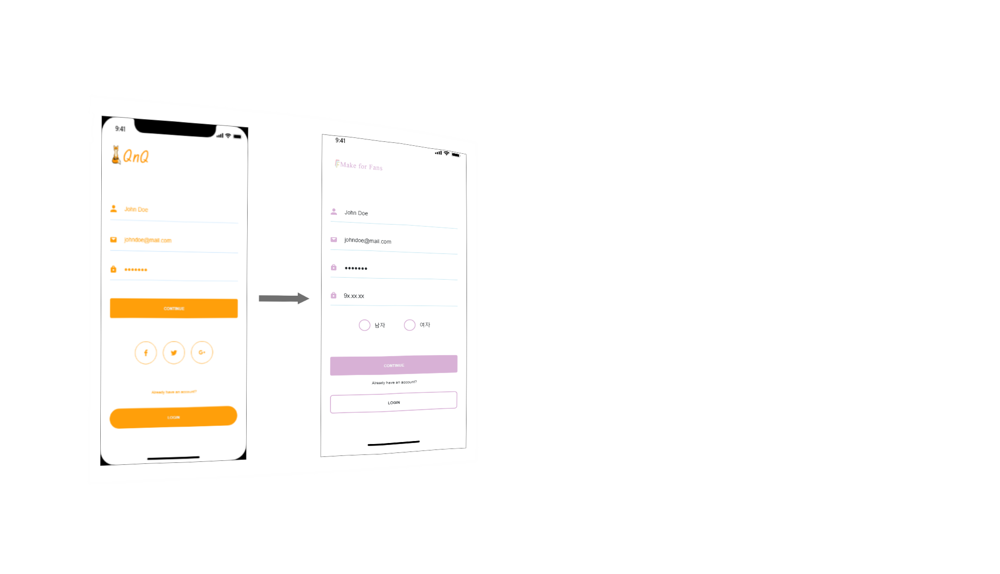 9:41
QnQ
John Doe
johndoe@mail.com
•••••••
CONTINUE
f
G+
Already have an account?
LOGIN
9:41
Make for Fans
John Doe
johndoe@mail.com
•••••••
9x.xx.xx
남자 여자
CONTINUE
Already have an account?
LOGIN